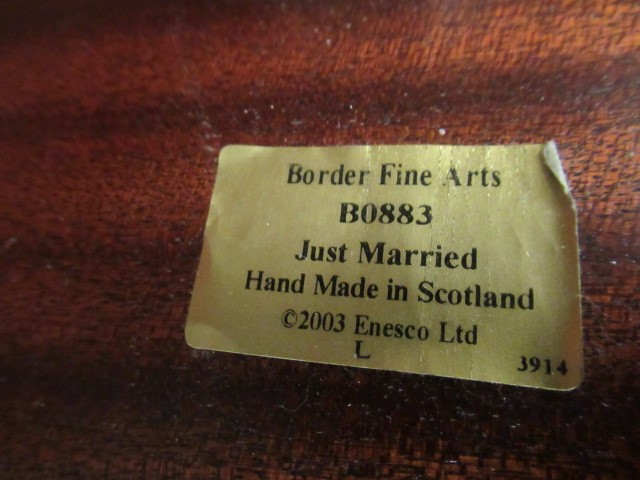 Border Fine Arts
B0883
Just Married
Hand Made in Scotland
©2003 Enesco Ltd
L
3914